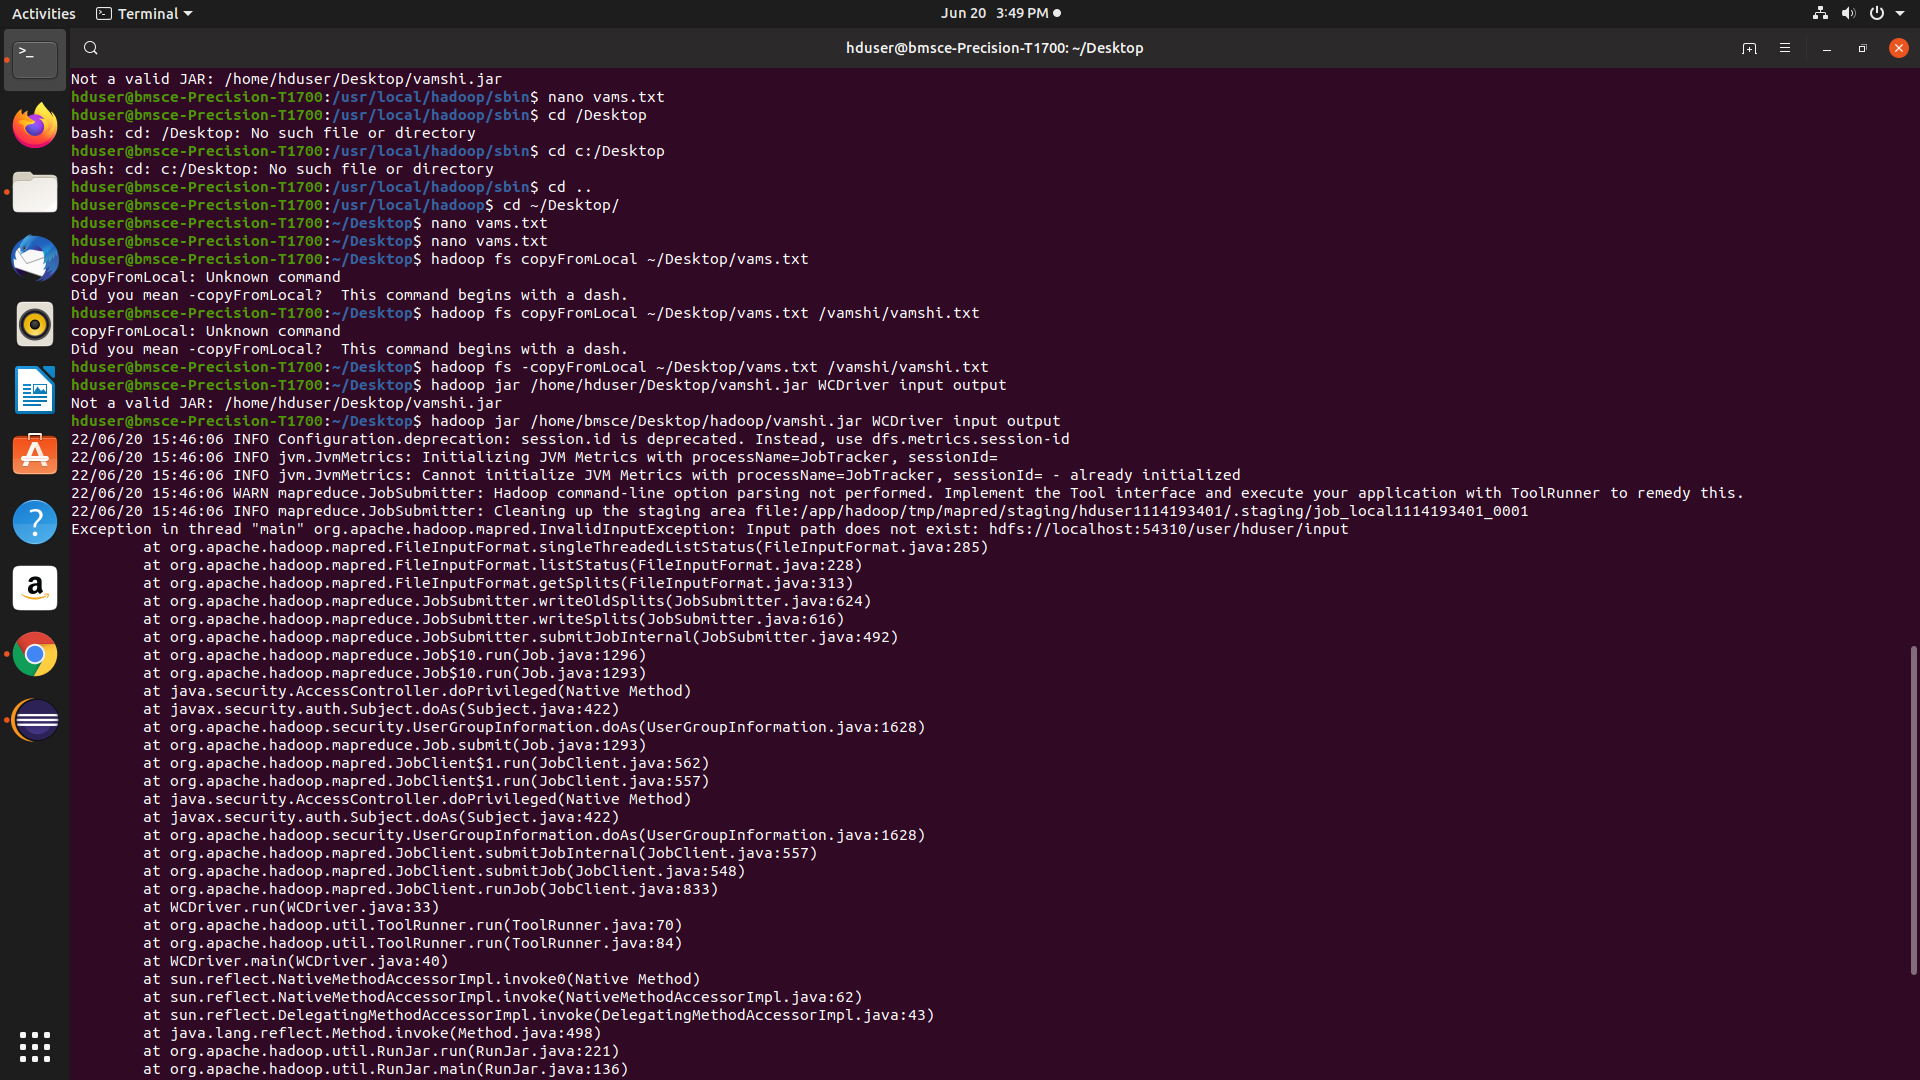 Activities
Terminal
Jun 20 3:49 PM
hduser@bmsce-Precision-T1700: ~/Desktop
Not a valid JAR: /home/hduser/Desktop/vamshi.jar
hduser@bmsce-Precision-T1700:/usr/local/hadoop/sbin$ nano vams.txt
hduser@bmsce-Precision-T1700:/usr/local/hadoop/sbin$ cd /Desktop
bash: cd: /Desktop: No such file or directory
hduser@bmsce-Precision-T1700:/usr/local/hadoop/sbin$ cd c:/Desktop
bash: cd: c:/Desktop: No such file or directory
hduser@bmsce-Precision-T1700:/usr/local/hadoop/sbin$ cd ..
hduser@bmsce-Precision-T1700:/usr/local/hadoop$ cd ~/Desktop/
hduser@bmsce-Precision-T1700:~/Desktop$ nano vams.txt
hduser@bmsce-Precision-T1700:~/Desktop$ nano vams.txt
hduser@bmsce-Precision-T1700:~/Desktop$ hadoop fs copyFromLocal ~/Desktop/vams.txt
copyFromLocal: Unknown command
Did you mean -copyFromLocal?  This command begins with a dash.
hduser@bmsce-Precision-T1700:~/Desktop$ hadoop fs copyFromLocal ~/Desktop/vams.txt /vamshi/vamshi.txt
copyFromLocal: Unknown command
Did you mean -copyFromLocal?  This command begins with a dash.
hduser@bmsce-Precision-T1700:~/Desktop$ hadoop fs -copyFromLocal ~/Desktop/vams.txt /vamshi/vamshi.txt
hduser@bmsce-Precision-T1700:~/Desktop$ hadoop jar /home/hduser/Desktop/vamshi.jar WCDriver input output
Not a valid JAR: /home/hduser/Desktop/vamshi.jar
hduser@bmsce-Precision-T1700:~/Desktop$ hadoop jar /home/bmsce/Desktop/hadoop/vamshi.jar WCDriver input output
22/06/20 15:46:06 INFO Configuration.deprecation: session.id is deprecated. Instead, use dfs.metrics.session-id
22/06/20 15:46:06 INFO jvm.JvmMetrics: Initializing JVM Metrics with processName=JobTracker, sessionId=
22/06/20 15:46:06 INFO jvm.JvmMetrics: Cannot initialize JVM Metrics with processName=JobTracker, sessionId= - already initialized
22/06/20 15:46:06 WARN mapreduce.JobSubmitter: Hadoop command-line option parsing not performed. Implement the Tool interface and execute your application with ToolRunner to remedy this.
22/06/20 15:46:06 INFO mapreduce.JobSubmitter: Cleaning up the staging area file:/app/hadoop/tmp/mapred/staging/hduser1114193401/.staging/job_local1114193401_0001
Exception in thread "main" org.apache.hadoop.mapred.InvalidInputException: Input path does not exist: hdfs://localhost:54310/user/hduser/input
at org.apache.hadoop.mapred.FileInputFormat.singleThreadedListStatus(FileInputFormat.java:285)
at org.apache.hadoop.mapred.FileInputFormat.listStatus(FileInputFormat.java:228)
at org.apache.hadoop.mapred.FileInputFormat.getSplits(FileInputFormat.java:313)
at org.apache.hadoop.mapreduce.JobSubmitter.writeOldSplits(JobSubmitter.java:624)
at org.apache.hadoop.mapreduce.JobSubmitter.writeSplits(JobSubmitter.java:616)
at org.apache.hadoop.mapreduce.JobSubmitter.submitJobInternal(JobSubmitter.java:492)
at org.apache.hadoop.mapreduce.Job$10.run(Job.java:1296)
at org.apache.hadoop.mapreduce.Job$10.run(Job.java:1293)
at java.security.AccessController.doPrivileged(Native Method)
at javax.security.auth.Subject.doAs(Subject.java:422)
at org.apache.hadoop.security.UserGroupInformation.doAs(UserGroupInformation.java:1628)
at org.apache.hadoop.mapreduce.Job.submit(Job.java:1293)
at org.apache.hadoop.mapred.JobClient$1.run(JobClient.java:562)
at org.apache.hadoop.mapred.JobClient$1.run(JobClient.java:557)
at java.security.AccessController.doPrivileged(Native Method)
at javax.security.auth.Subject.doAs(Subject.java:422)
at org.apache.hadoop.security.UserGroupInformation.doAs(UserGroupInformation.java:1628)
at org.apache.hadoop.mapred.JobClient.submitJobInternal(JobClient.java:557)
at org.apache.hadoop.mapred.JobClient.submitJob(JobClient.java:548)
at org.apache.hadoop.mapred.JobClient.runJob(JobClient.java:833)
at WCDriver.run(WCDriver.java:33)
at org.apache.hadoop.util.ToolRunner.run(ToolRunner.java:70)
at org.apache.hadoop.util.ToolRunner.run(ToolRunner.java:84)
at WCDriver.main(WCDriver.java:40)
at sun.reflect.NativeMethodAccessorImpl.invoke0(Native Method)
at sun.reflect.NativeMethodAccessorImpl.invoke(NativeMethodAccessorImpl.java:62)
at sun.reflect.DelegatingMethodAccessorImpl.invoke(DelegatingMethodAccessorImpl.java:43)
at java.lang.reflect.Method.invoke(Method.java:498)
at org.apache.hadoop.util.RunJar.run(RunJar.java:221)
at org.apache.hadoop.util.RunJar.main(RunJar.java:136)